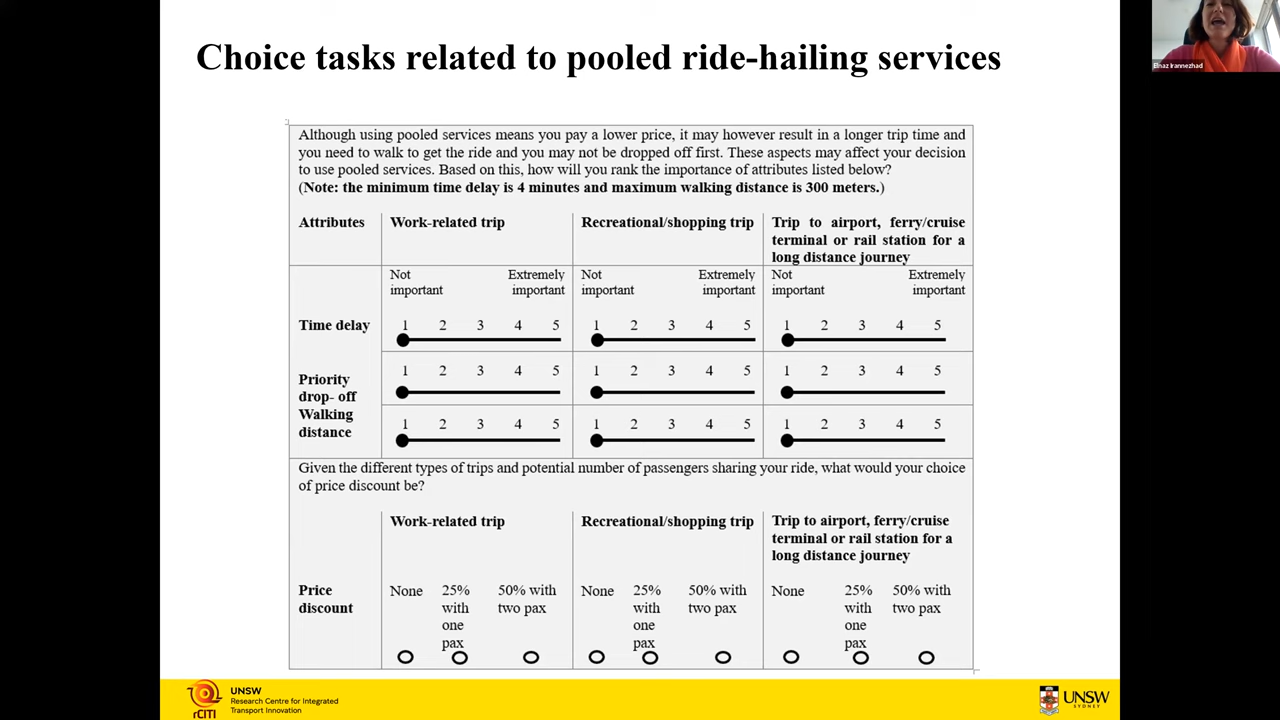 Choice tasks related to pooled ride-hailing services
Elnaz Irannezhad
Although using pooled services means you pay a lower price, it may however result in a longer trip time and
you need to walk to get the ride and you may not be dropped off first. These aspects may affect your decision
to use pooled services. Based on this, how will you rank the importance of attributes listed below?
(Note: the minimum time delay is 4 minutes and maximum walking distance is 300 meters.)
Attributes Work-related trip Recreational/shopping trip Trip to airport, ferry/cruise
terminal or rail station for a
long distance journey
Not Extremely Not Extremely Not Extremely
important important important important important important
Time delay 1 2 3 4 5 1 2 3 4 5 1 2 3 4 5
Priority 1 2 3 4 5 1 2 3 4 5 1 2 3 4 5
drop- off
Walking 1 2 3 4 5 1 2 3 4 5 1 2 3 4 5
distance
Given the different types of trips and potential number of passengers sharing your ride, what would your choice
of price discount be?
Work-related trip Recreational/shopping trip Trip to airport, ferry/cruise
terminal or rail station for a
long distance journey
Price None 25% 50% with None 25% 50% with None 25% 50% with
discount with two pax with two pax with two pax
one one one
pax pax pax
rCITI
UNSW
Research Centre for Integrated
Transport Innovation
UNSW
SYDNEY